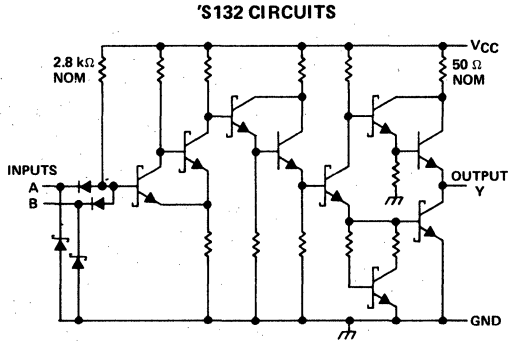 'S132 CIRCUITS
VCC
2.8 kΩ
NOM
50 Ω
NOM
INPUTS
A
B
OUTPUT
Y
GND